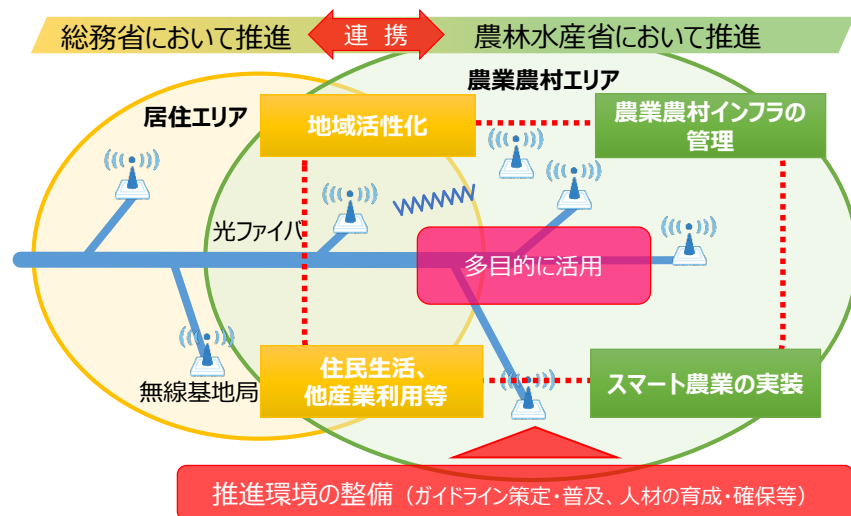 総務省において推進
連 携
農林水産省において推進
農業農村エリア
居住エリア
地域活性化
農業農村インフラの
管理
光ファイバ
多目的に活用
無線基地局
住民生活、
他産業利用等
スマート農業の実装
推進環境の整備（ガイドライン策定・普及、人材の育成・確保等）